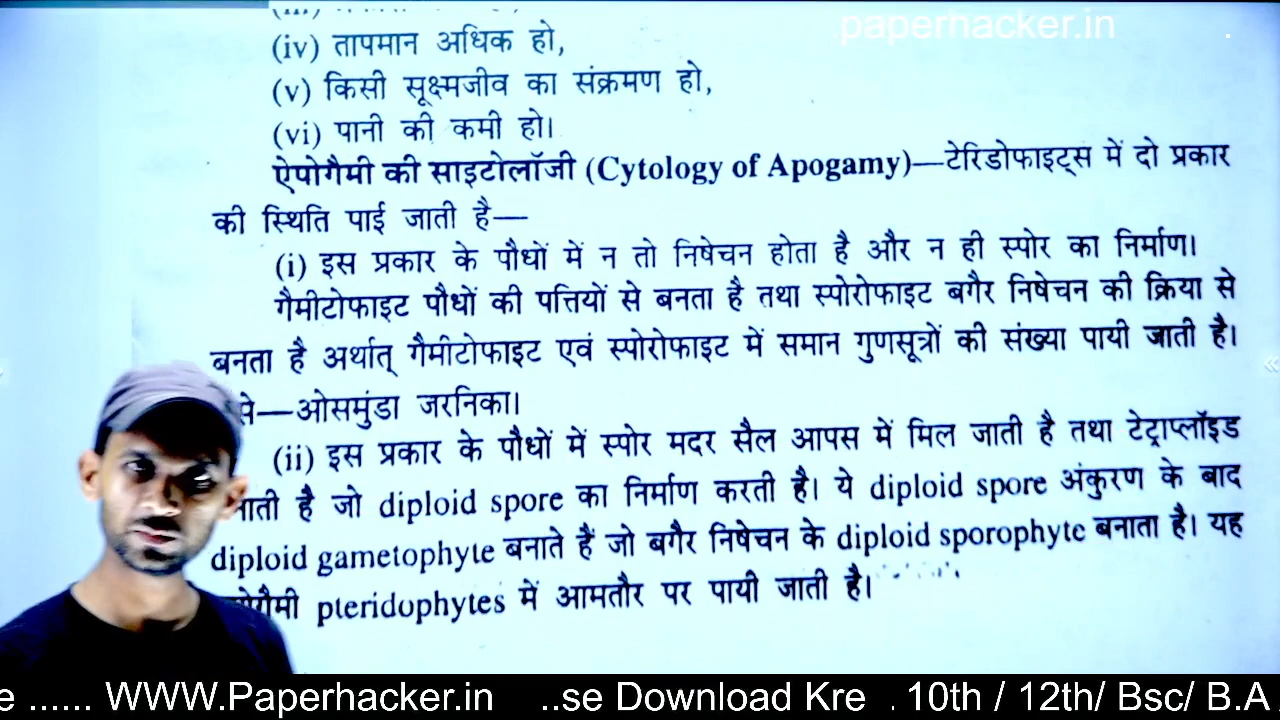 paperhacker.in
(iv) तापमान अधिक हो,
(v) किसी सूक्ष्मजीव का संक्रमण हो,
(vi) पानी की कमी हो।
ऐपोगैमी की साइटोलॉजी (Cytology of Apogamy)—टेरिडोफाइट्स में दो प्रकार
की स्थिति पाई जाती है—
(i) इस प्रकार के पौधों में न तो निषेचन होता है और न ही स्पोर का निर्माण।
गैमीटोफाइट पौधों की पत्तियों से बनता है तथा स्पोरोफाइट बगैर निषेचन की क्रिया से
बनता है अर्थात् गैमीटोफाइट एवं स्पोरोफाइट में समान गुणसूत्रों की संख्या पायी जाती है।
से—ओसमुंडा जरनिका।
(ii) इस प्रकार के पौधों में स्पोर मदर सैल आपस में मिल जाती है तथा टेट्राप्लॉइड
नाती है जो diploid spore का निर्माण करती है। ये diploid spore अंकुरण के बाद
diploid gametophyte बनाते हैं जो बगैर निषेचन के diploid sporophyte बनाता है। यह
पोगैमी pteridophytes में आमतौर पर पायी जाती है।
e ...... WWW.Paperhacker.in ..se Download Kre . 10th / 12th/ Bsc/ B.A